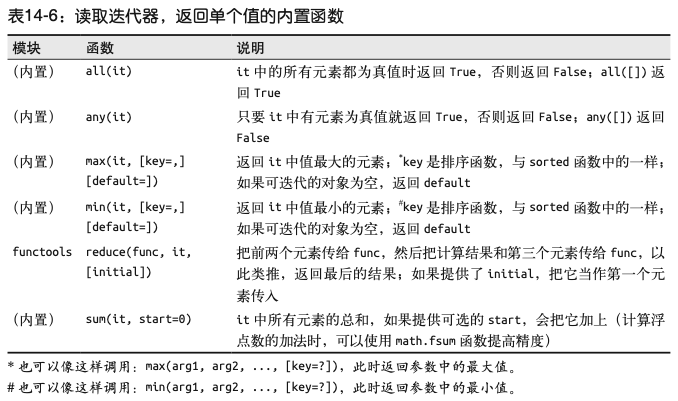 表14-6：读取迭代器，返回单个值的内置函数
模块 函数 说明
（内置） all(it) it 中的所有元素都为真值时返回 True，否则返回 False；all([]) 返
回 True
（内置） any(it) 只要 it 中有元素为真值就返回 True，否则返回 False；any([]) 返回
False
（内置） max(it, [key=,] 返回 it 中值最大的元素；*key 是排序函数，与 sorted 函数中的一样；
[default=]) 如果可迭代的对象为空，返回 default
（内置） min(it, [key=,] 返回 it 中值最小的元素；#key 是排序函数，与 sorted 函数中的一样；
[default=]) 如果可迭代的对象为空，返回 default
functools reduce(func, it, 把前两个元素传给 func，然后把计算结果和第三个元素传给 func，以
[initial]) 此类推，返回最后的结果；如果提供了 initial，把它当作第一个元
素传入
（内置） sum(it, start=0) it 中所有元素的总和，如果提供可选的 start，会把它加上（计算浮
点数的加法时，可以使用 math.fsum 函数提高精度）
* 也可以像这样调用：max(arg1, arg2, ..., [key=?])，此时返回参数中的最大值。
# 也可以像这样调用：min(arg1, arg2, ..., [key=?])，此时返回参数中的最小值。